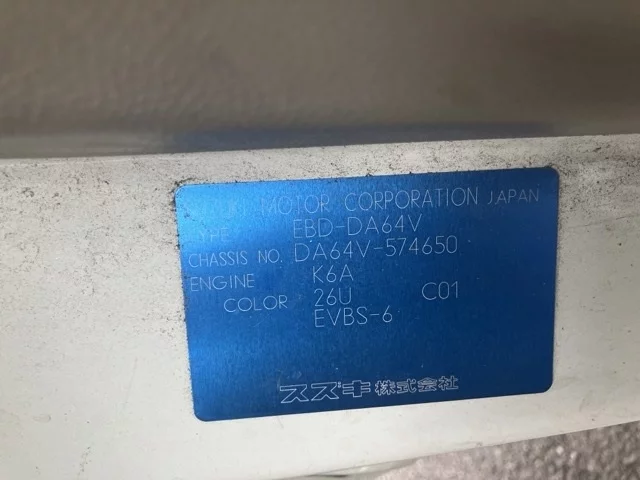 MOTOR CORPORATION JAPAN
TYPE EBD-DA64V
CHASSIS NO. DA64V-574650
ENGINE K6A
COLOR 26U C01
EVBS-6
スズキ株式会社